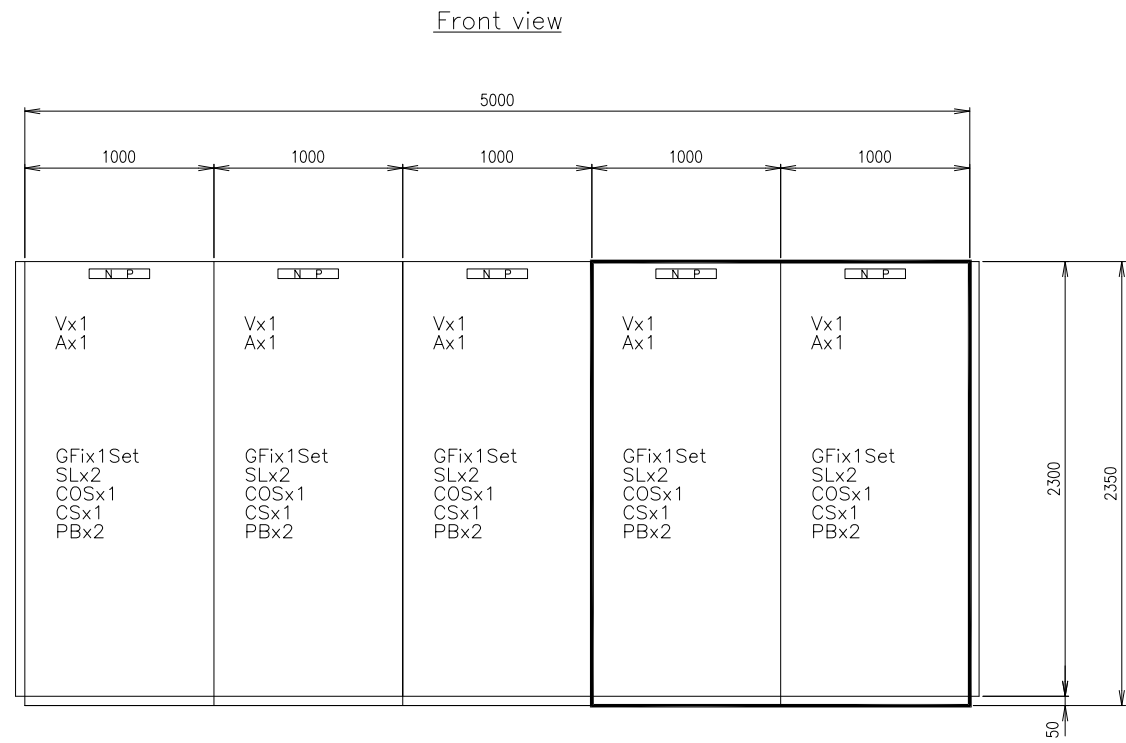 Front view
5000
1000 1000 1000 1000 1000
N P N P N P N P N P
Vx1 Vx1 Vx1 Vx1 Vx1
Ax1 Ax1 Ax1 Ax1 Ax1
GFix1Set GFix1Set GFix1Set GFix1Set GFix1Set
SLx2 SLx2 SLx2 SLx2 SLx2
COSx1 COSx1 COSx1 COSx1 COSx1
CSx1 CSx1 CSx1 CSx1 CSx1
PBx2 PBx2 PBx2 PBx2 PBx2
2300
2350
50